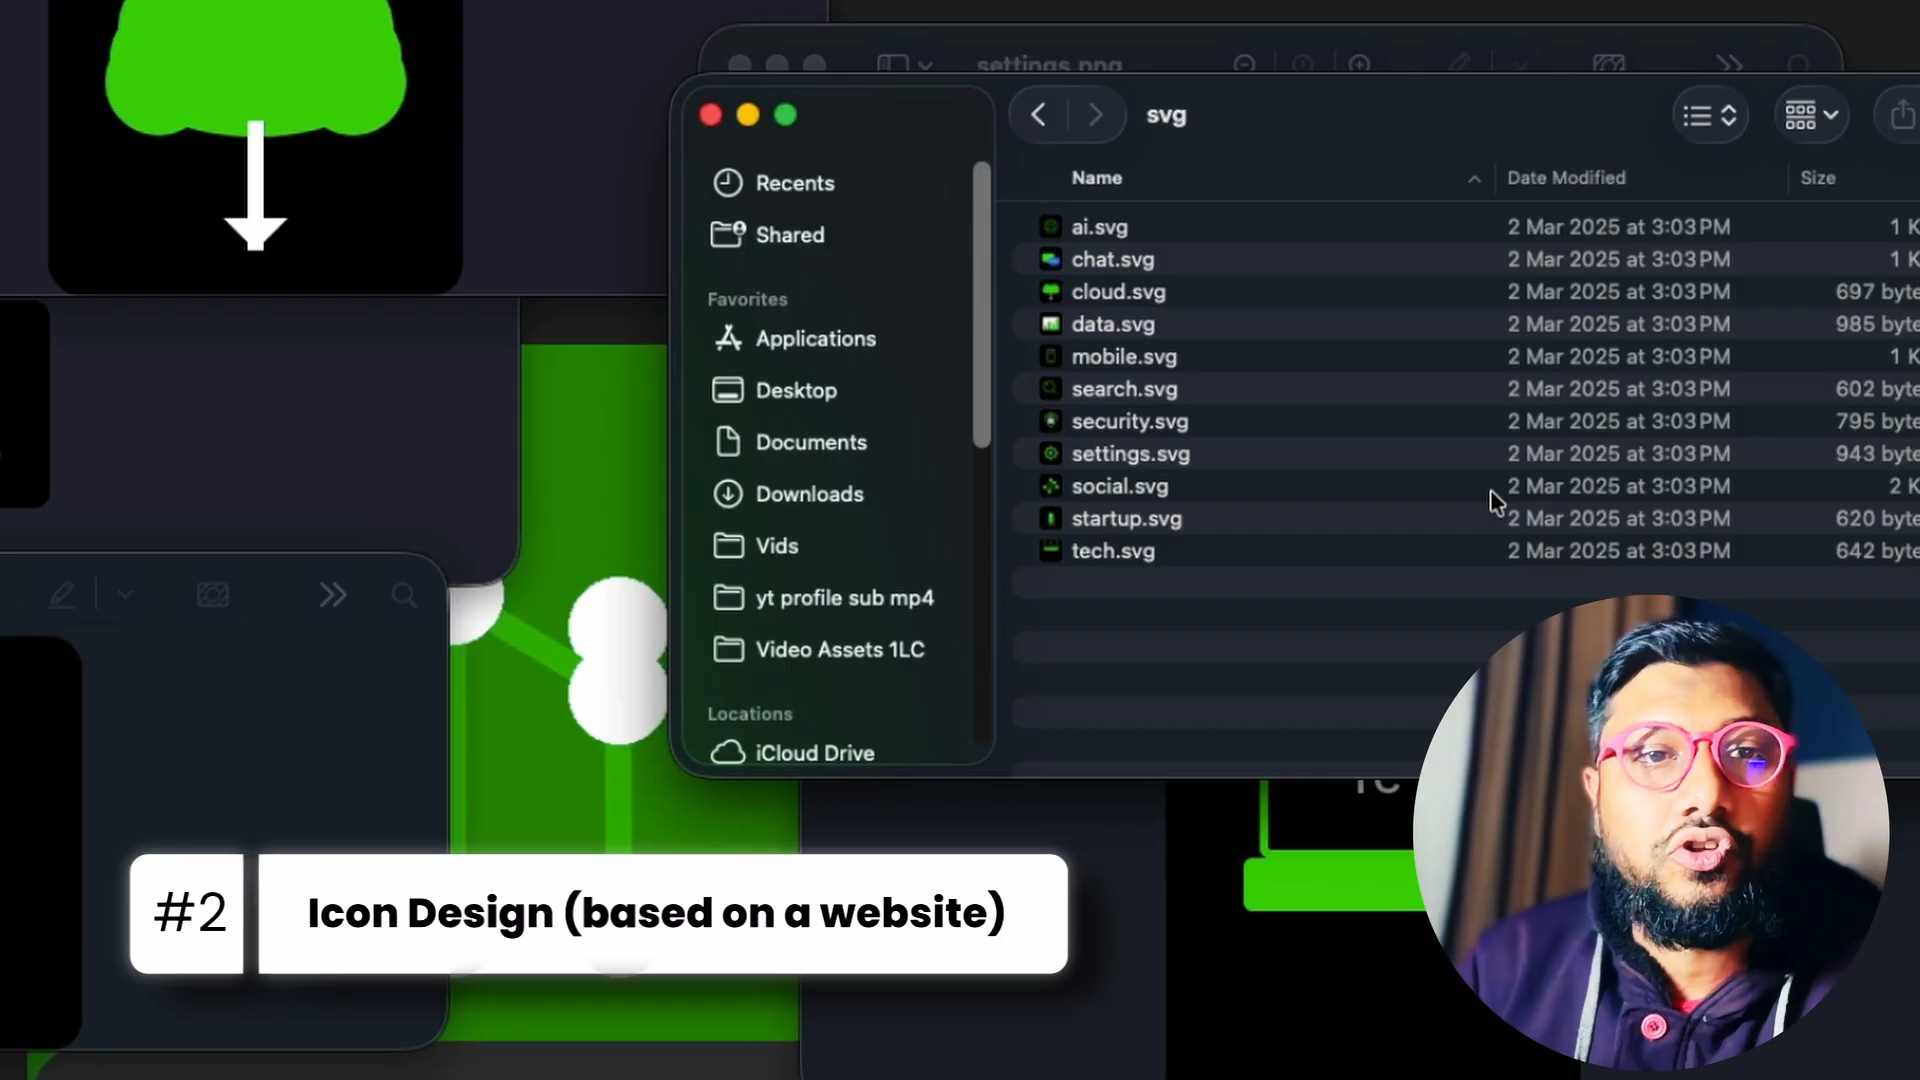 settings.png
svg
Name Date Modified Size
Recents
Shared
Favorites
Applications
Desktop
Documents
Downloads
Vids
yt profile sub mp4
Video Assets 1LC
Locations
iCloud Drive
ai.svg 2 Mar 2025 at 3:03 PM 1 K
chat.svg 2 Mar 2025 at 3:03 PM 1 K
cloud.svg 2 Mar 2025 at 3:03 PM 697 byte
data.svg 2 Mar 2025 at 3:03 PM 985 byte
mobile.svg 2 Mar 2025 at 3:03 PM 1 K
search.svg 2 Mar 2025 at 3:03 PM 602 byte
security.svg 2 Mar 2025 at 3:03 PM 795 byte
settings.svg 2 Mar 2025 at 3:03 PM 943 byte
social.svg 2 Mar 2025 at 3:03 PM 2 K
startup.svg 2 Mar 2025 at 3:03 PM 620 byte
tech.svg 2 Mar 2025 at 3:03 PM 642 byte
#2 Icon Design (based on a website)